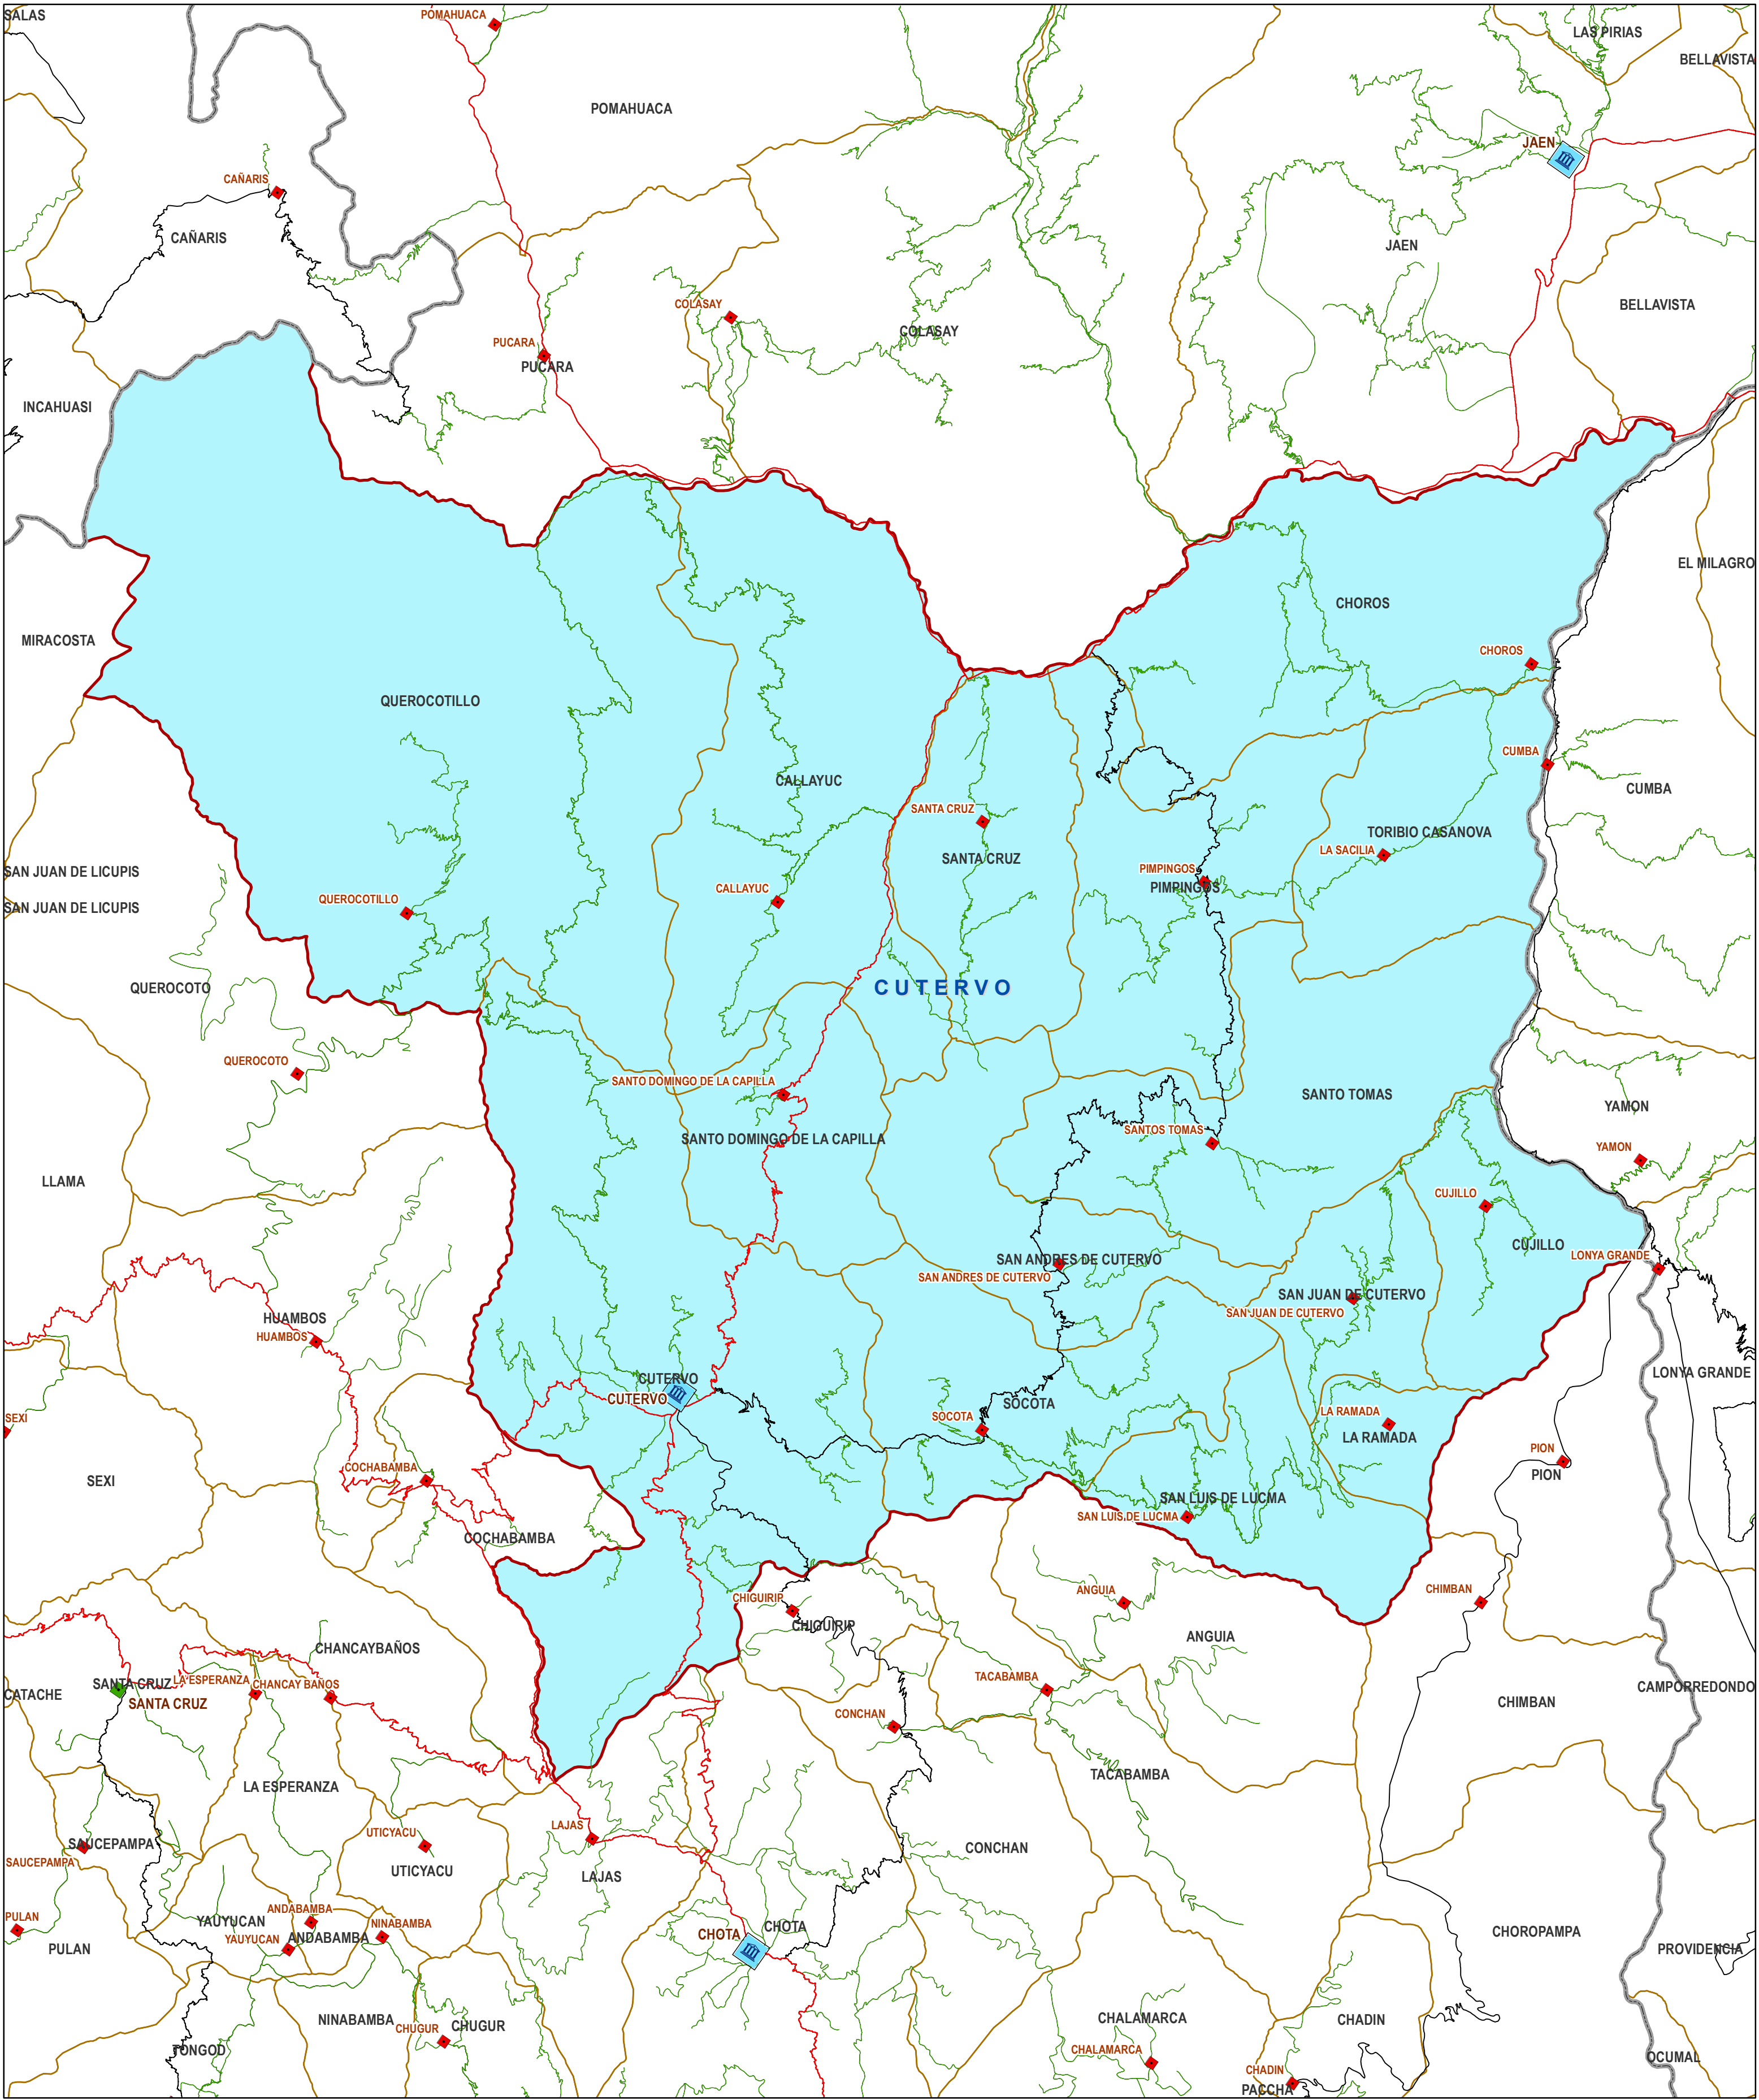 SALAS
POMAHUACA
LAS PIRIAS
BELLAVISTA
POMAHUACA
JAEN
CAÑARIS
CAÑARIS
JAEN
COLASAY
BELLAVISTA
COLASAY
PUCARA
PUCARA
INCAHUASI
EL MILAGRO
CHOROS
MIRACOSTA
CHOROS
QUEROCOTILLO
CUMBA
CALLAYUC
CUMBA
SANTA CRUZ
TORIBIO CASANOVA
LA SACILIA
SANTA CRUZ
SAN JUAN DE LICUPIS
PIMPINGOS
PIMPINGOS
CALLAYUC
QUEROCOTILLO
SAN JUAN DE LICUPIS
QUEROCOTO
CUTERVO
QUEROCOTO
SANTO DOMINGO DE LA CAPILLA
SANTO TOMAS
YAMON
SANTOS TOMAS
SANTO DOMINGO DE LA CAPILLA
YAMON
LLAMA
CUJILLO
CUJILLO
LONYA GRANDE
SAN ANDRES DE CUTERVO
SAN ANDRES DE CUTERVO
SAN JUAN DE CUTERVO
SAN JUAN DE CUTERVO
HUAMBOS
HUAMBOS
LONYA GRANDE
CUTERVO
CUTERVO
SOCOTA
LA RAMADA
SEXI
SOCOTA
LA RAMADA
PION
COCHABAMBA
PION
SEXI
SAN LUIS DE LUCMA
SAN LUIS DE LUCMA
COCHABAMBA
CHIMBAN
ANGUIA
CHIGUIRIP
CHIGUIRIP
ANGUIA
CHANCAYBAÑOS
TACABAMBA
LA ESPERANZA
SANTA CRUZ
CHANCAY BAÑOS
CAMPORREDONDO
CATACHE
SANTA CRUZ
CHIMBAN
CONCHAN
TACABAMBA
LA ESPERANZA
LAJAS
UTICYACU
SAUCEPAMPA
CONCHAN
SAUCEPAMPA
UTICYACU
LAJAS
ANDABAMBA
PULAN
YAUYUCAN
NINABAMBA
CHOTA
CHOTA
CHOROPAMPA
YAUYUCAN
ANDABAMBA
PULAN
PROVIDENCIA
NINABAMBA
CHUGUR
CHUGUR
CHALAMARCA
CHADIN
CHALAMARCA
TONGOD
OCUMAL
CHADIN
PACCHA